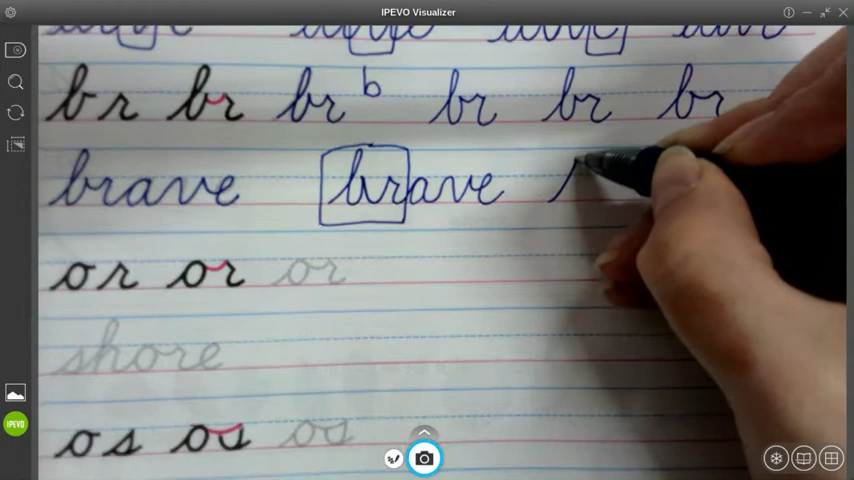 IPEVO Visualizer
br br br b br br br
brave brave
or or or
shore
os os os
IPEVO